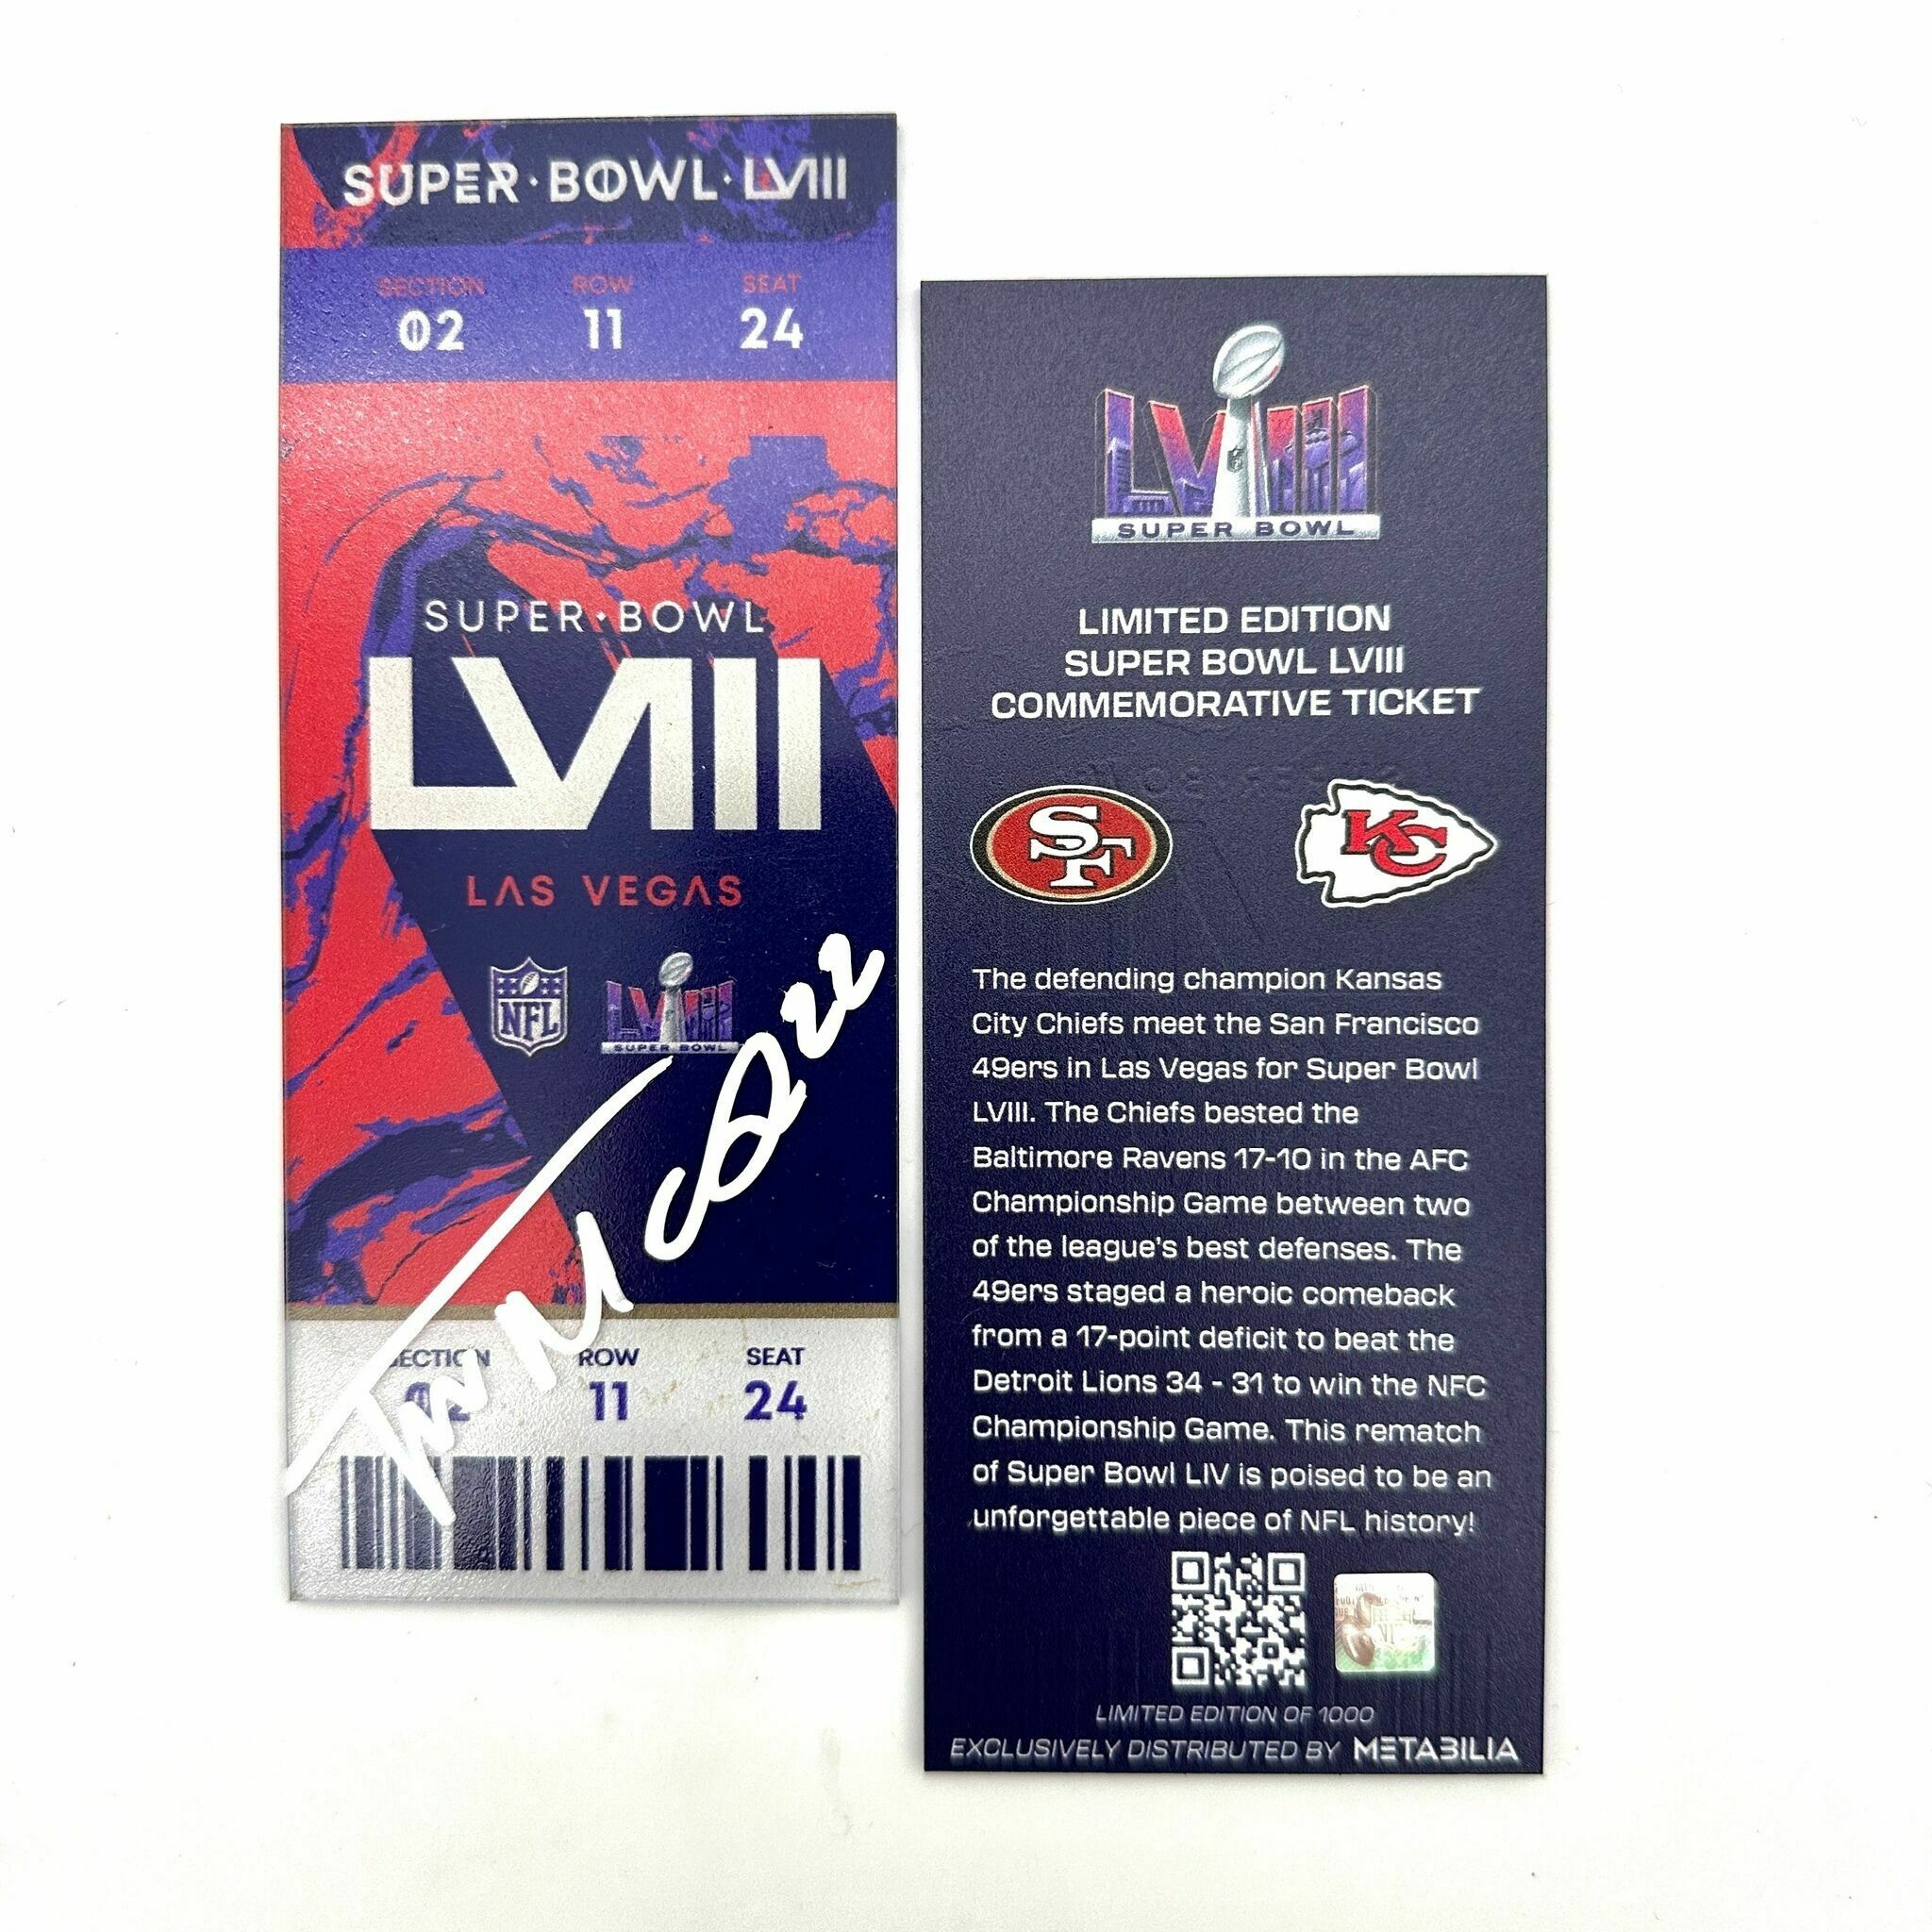 SUPER·BOWL·LVIII
SECTION ROW SEAT
02 11 24
SUPER·BOWL
LVIII
LAS VEGAS
NFL LVIII
SUPER BOWL
22
SECTION ROW SEAT
02 11 24
LVIII
SUPER BOWL
LIMITED EDITION
SUPER BOWL LVIII
COMMEMORATIVE TICKET
SF KC
The defending champion Kansas
City Chiefs meet the San Francisco
49ers in Las Vegas for Super Bowl
LVIII. The Chiefs bested the
Baltimore Ravens 17-10 in the AFC
Championship Game between two
of the league's best defenses. The
49ers staged a heroic comeback
from a 17-point deficit to beat the
Detroit Lions 34 - 31 to win the NFC
Championship Game. This rematch
of Super Bowl LIV is poised to be an
unforgettable piece of NFL history!
LIMITED EDITION OF 1000
EXCLUSIVELY DISTRIBUTED BY METABILIA